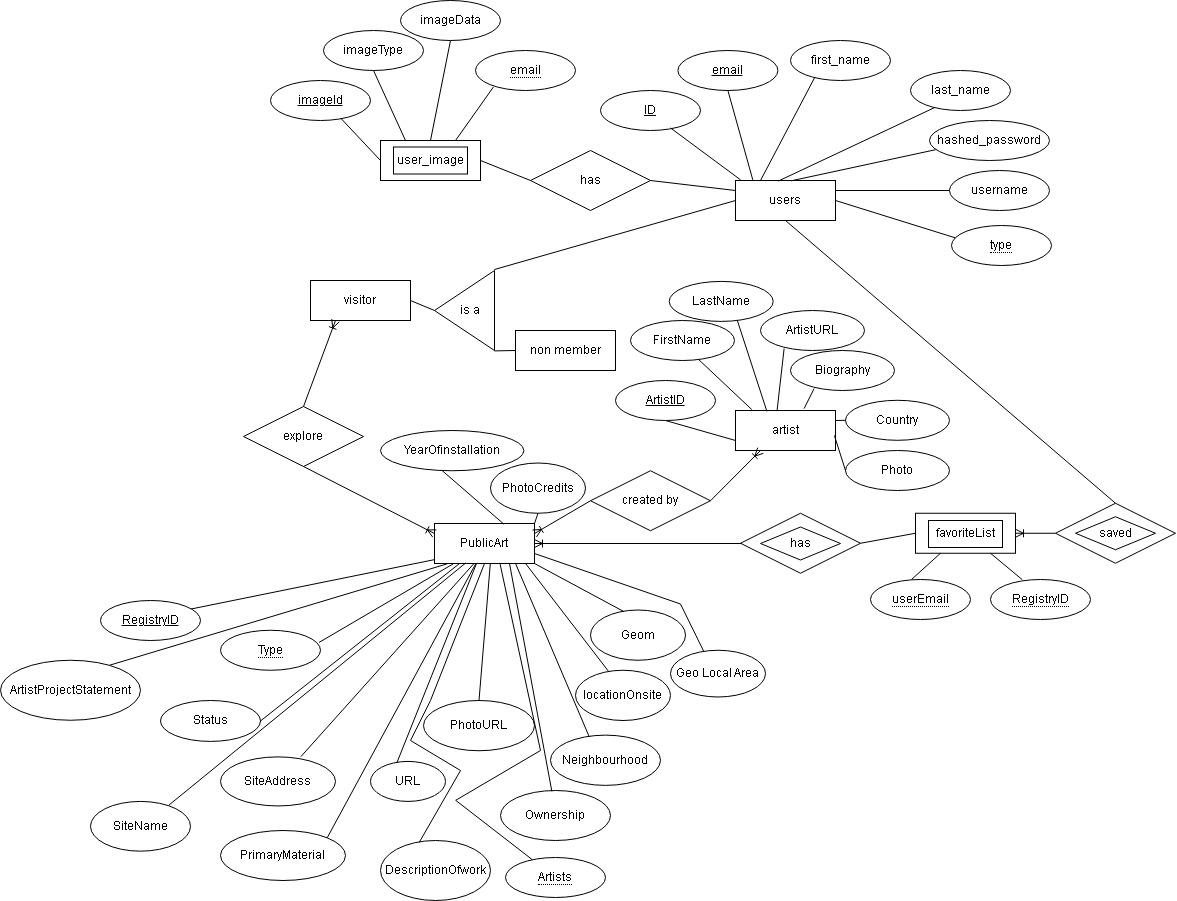 imageData
imageType
email
imageId
user_image
has
email
first_name
ID
last_name
hashed_password
username
users
type
visitor
is a
non member
LastName
FirstName
ArtistURL
Biography
ArtistID
Country
artist
Photo
explore
YearOfinstallation
PhotoCredits
created by
PublicArt
has
favoriteList
saved
userEmail
RegistryID
RegistryID
Type
Geom
ArtistProjectStatement
Geo Local Area
locationOnsite
Status
PhotoURL
SiteAddress
URL
Neighbourhood
SiteName
Ownership
PrimaryMaterial
DescriptionOfwork
Artists